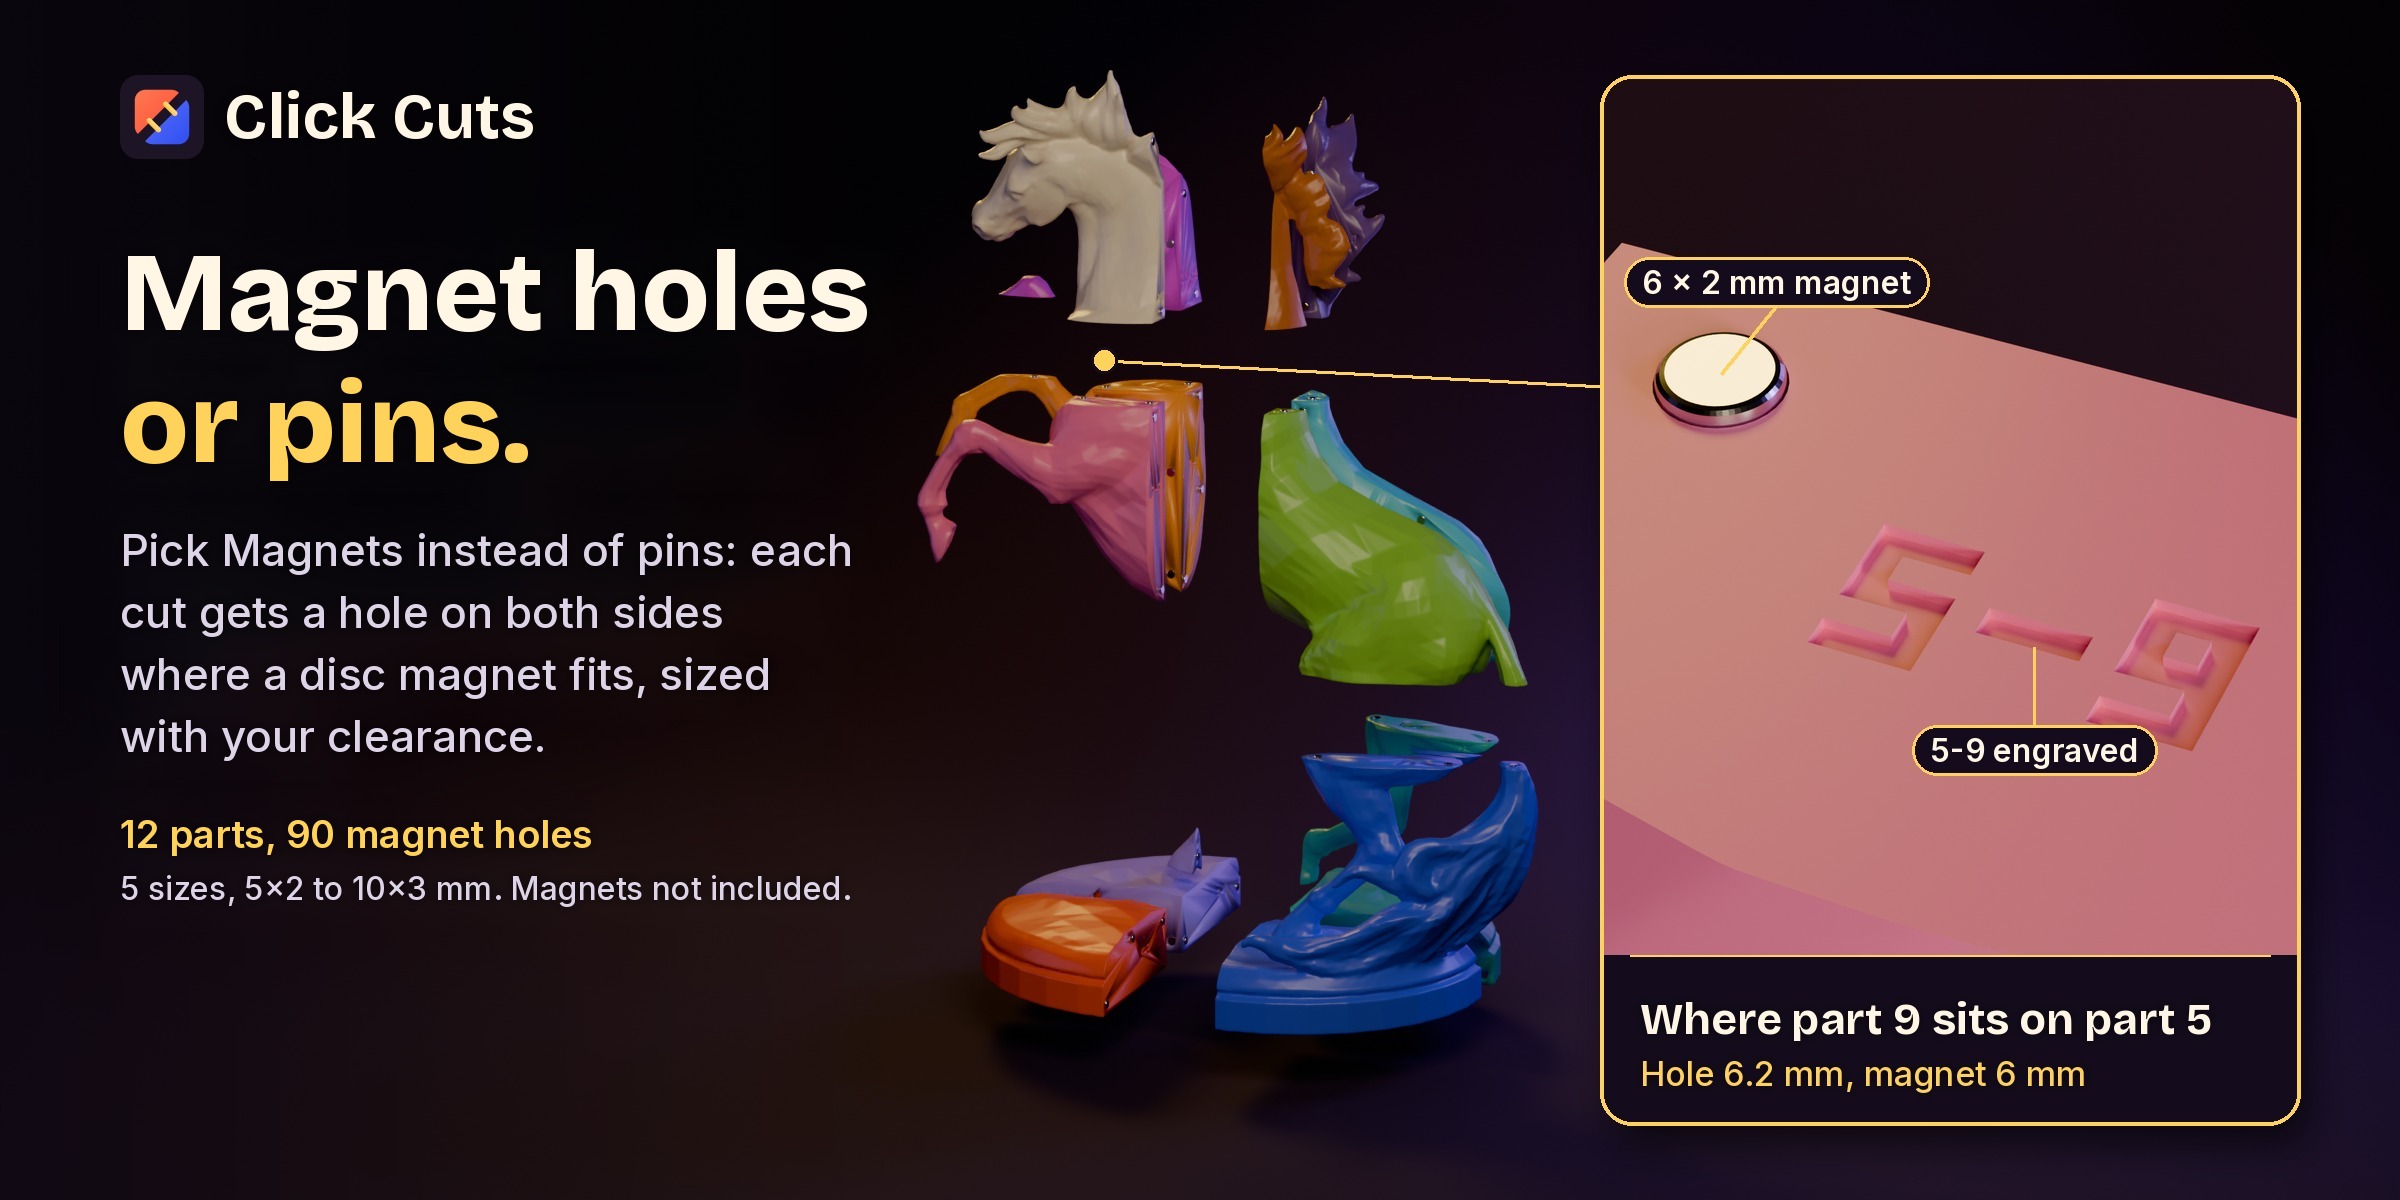 Click Cuts
Magnet holes
or pins.
Pick Magnets instead of pins: each
cut gets a hole on both sides
where a disc magnet fits, sized
with your clearance.
12 parts, 90 magnet holes
5 sizes, 5×2 to 10×3 mm. Magnets not included.
6 × 2 mm magnet
5-9
5-9 engraved
Where part 9 sits on part 5
Hole 6.2 mm, magnet 6 mm